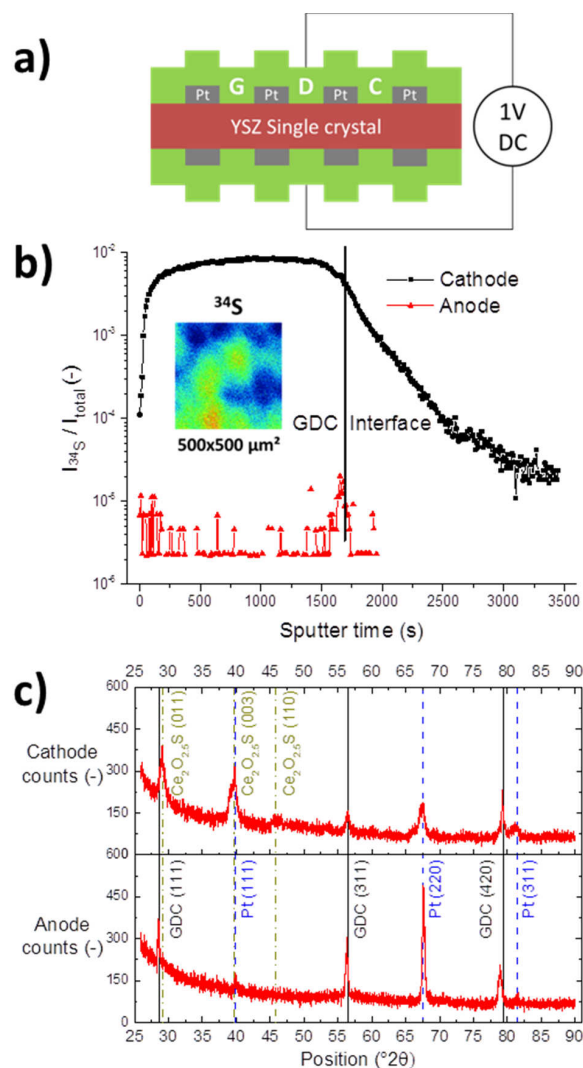 a)
G D C
Pt Pt Pt Pt
YSZ Single crystal
1V
DC
b)
I34S / Itotal (-)
10⁻²
10⁻³
10⁻⁴
10⁻⁵
10⁻⁶
Cathode
Anode
³⁴S
500x500 µm²
GDC Interface
0 500 1000 1500 2000 2500 3000 3500
Sputter time (s)
c)
25 30 35 40 45 50 55 60 65 70 75 80 85 90
600
450
300
150
Cathode
counts (-)
Ce₂O₂.₅S (011)
Ce₂O₂.₅S (003)
Ce₂O₂.₅S (110)
600
450
300
150
0
Anode
counts (-)
GDC (111)
Pt (111)
GDC (311)
Pt (220)
GDC (420)
Pt (311)
25 30 35 40 45 50 55 60 65 70 75 80 85 90
Position (°2θ)